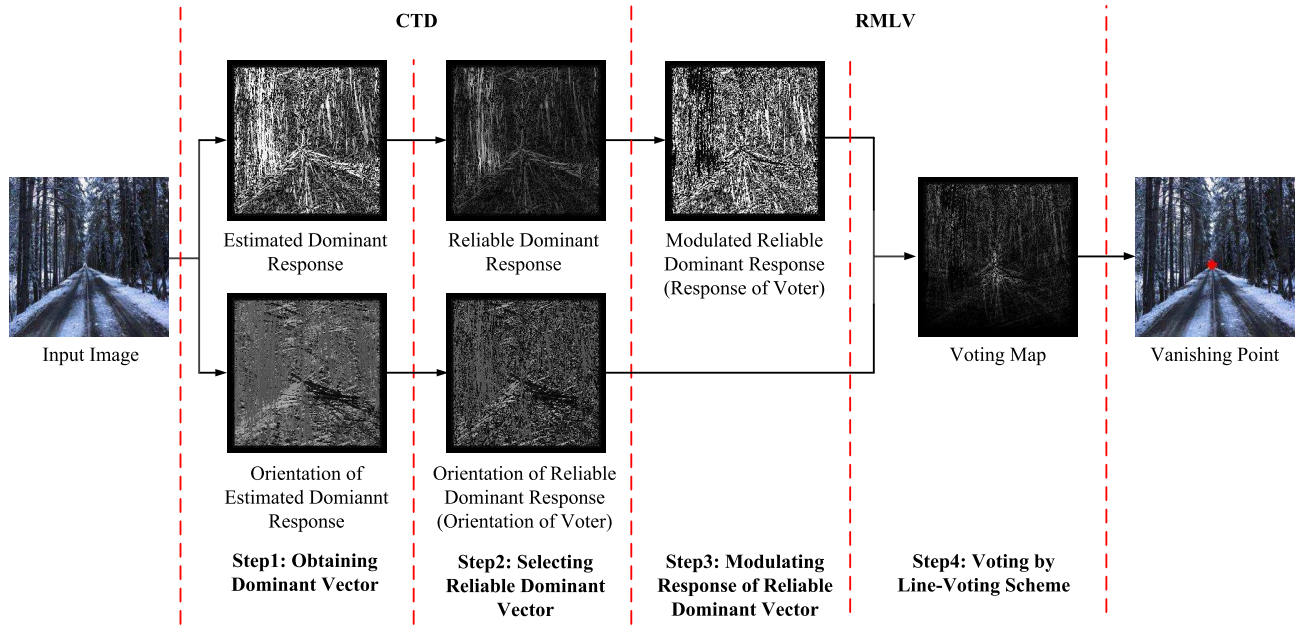 CTD
RMLV
Estimated Dominant
Response
Reliable Dominant
Response
Modulated Reliable
Dominant Response
(Response of Voter)
Input Image
Voting Map
Vanishing Point
Orientation of
Estimated Domiannt
Response
Orientation of Reliable
Dominant Response
(Orientation of Voter)
Step1: Obtaining
Dominant Vector
Step2: Selecting
Reliable Dominant
Vector
Step3: Modulating
Response of Reliable
Dominant Vector
Step4: Voting by
Line-Voting Scheme